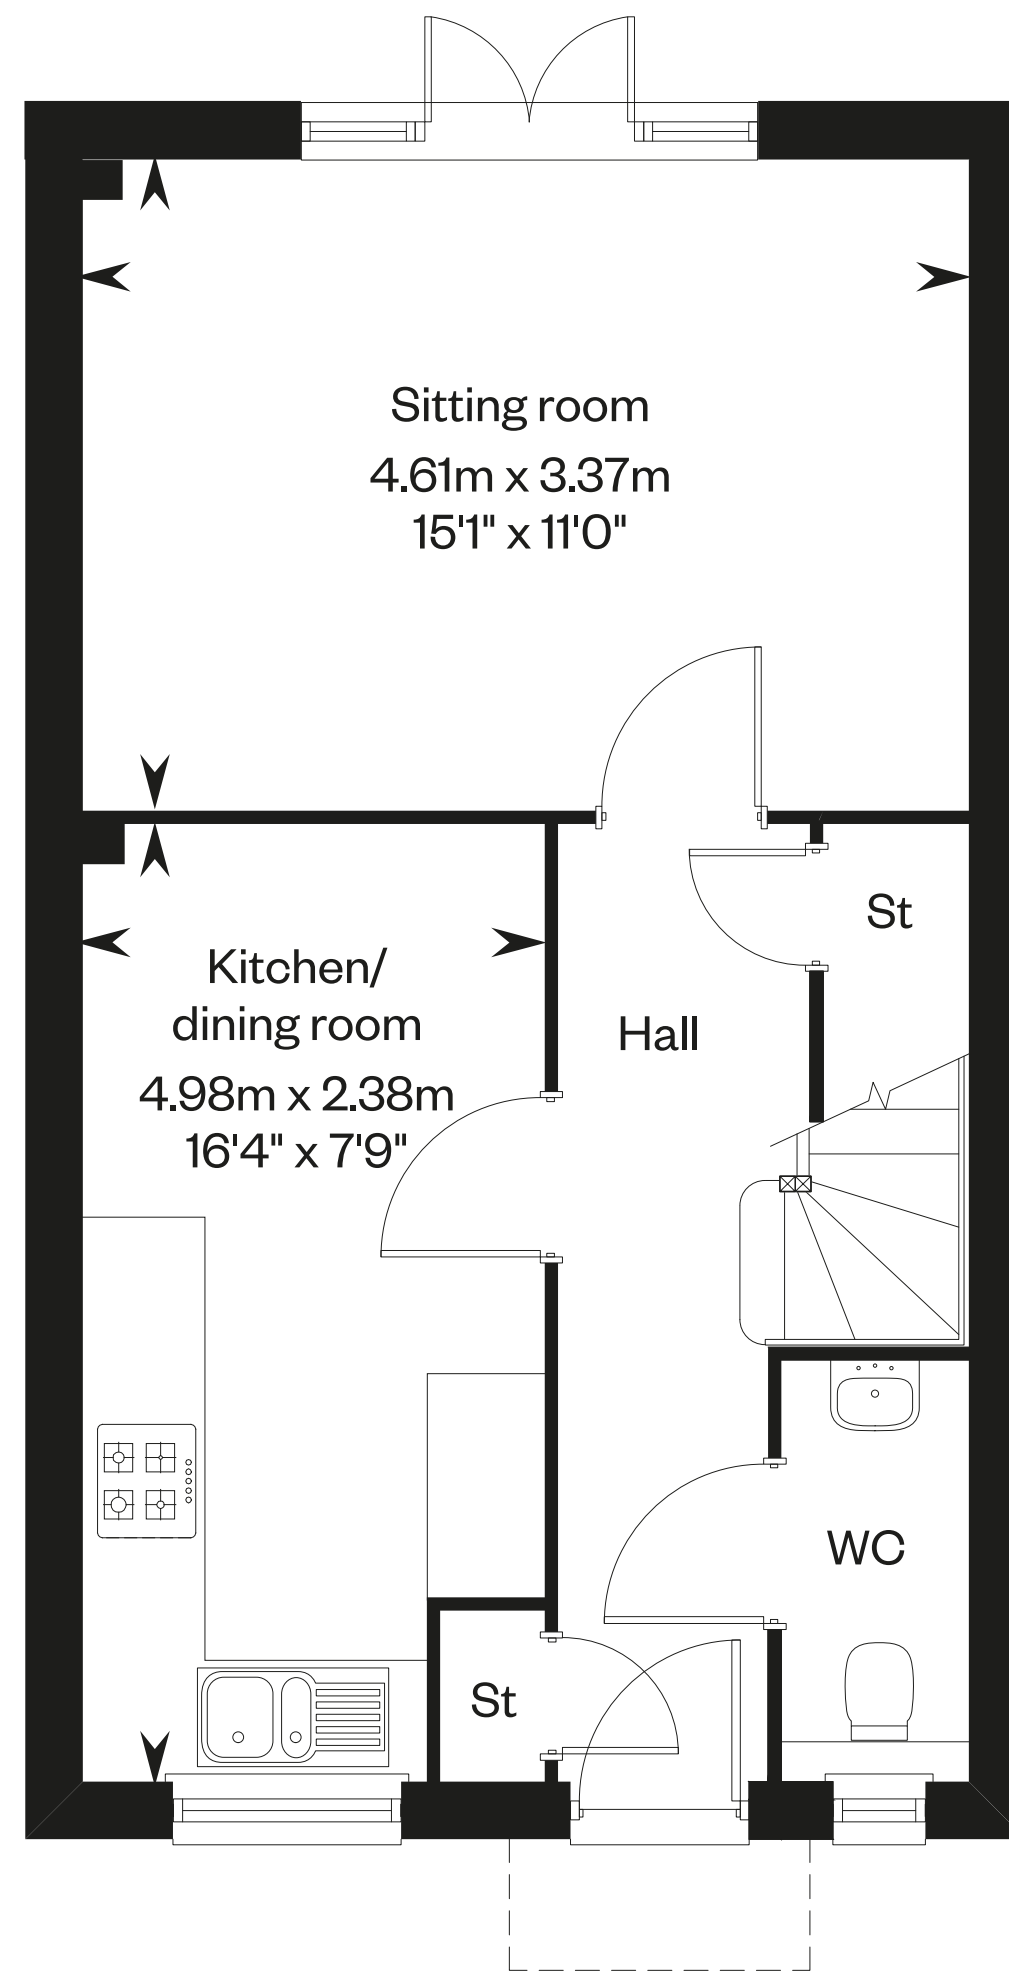 Sitting room
4.61m x 3.37m
15'1" x 11'0"
St
Kitchen/
dining room
4.98m x 2.38m
16'4" x 7'9"
Hall
WC
St